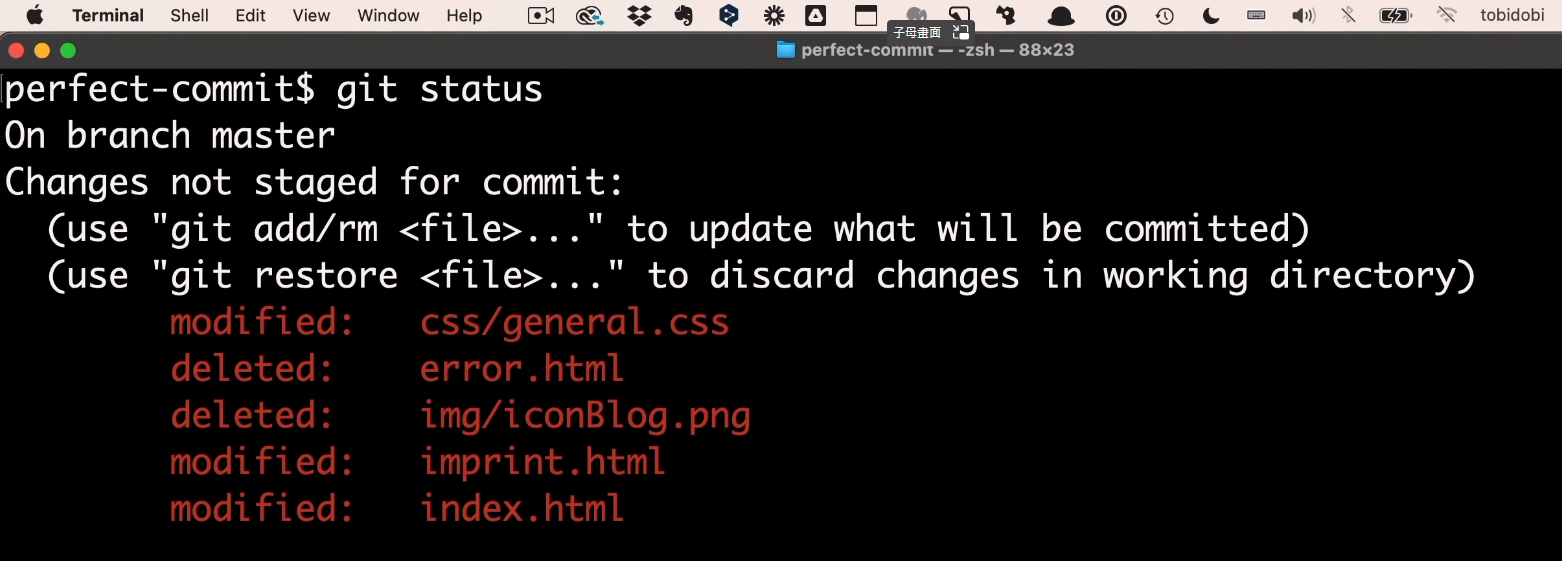 Terminal Shell Edit View Window Help tobidobi
子母畫面
perfect-commit — -zsh — 88×23
perfect-commit$ git status
On branch master
Changes not staged for commit:
  (use "git add/rm <file>..." to update what will be committed)
  (use "git restore <file>..." to discard changes in working directory)
        modified:   css/general.css
        deleted:    error.html
        deleted:    img/iconBlog.png
        modified:   imprint.html
        modified:   index.html